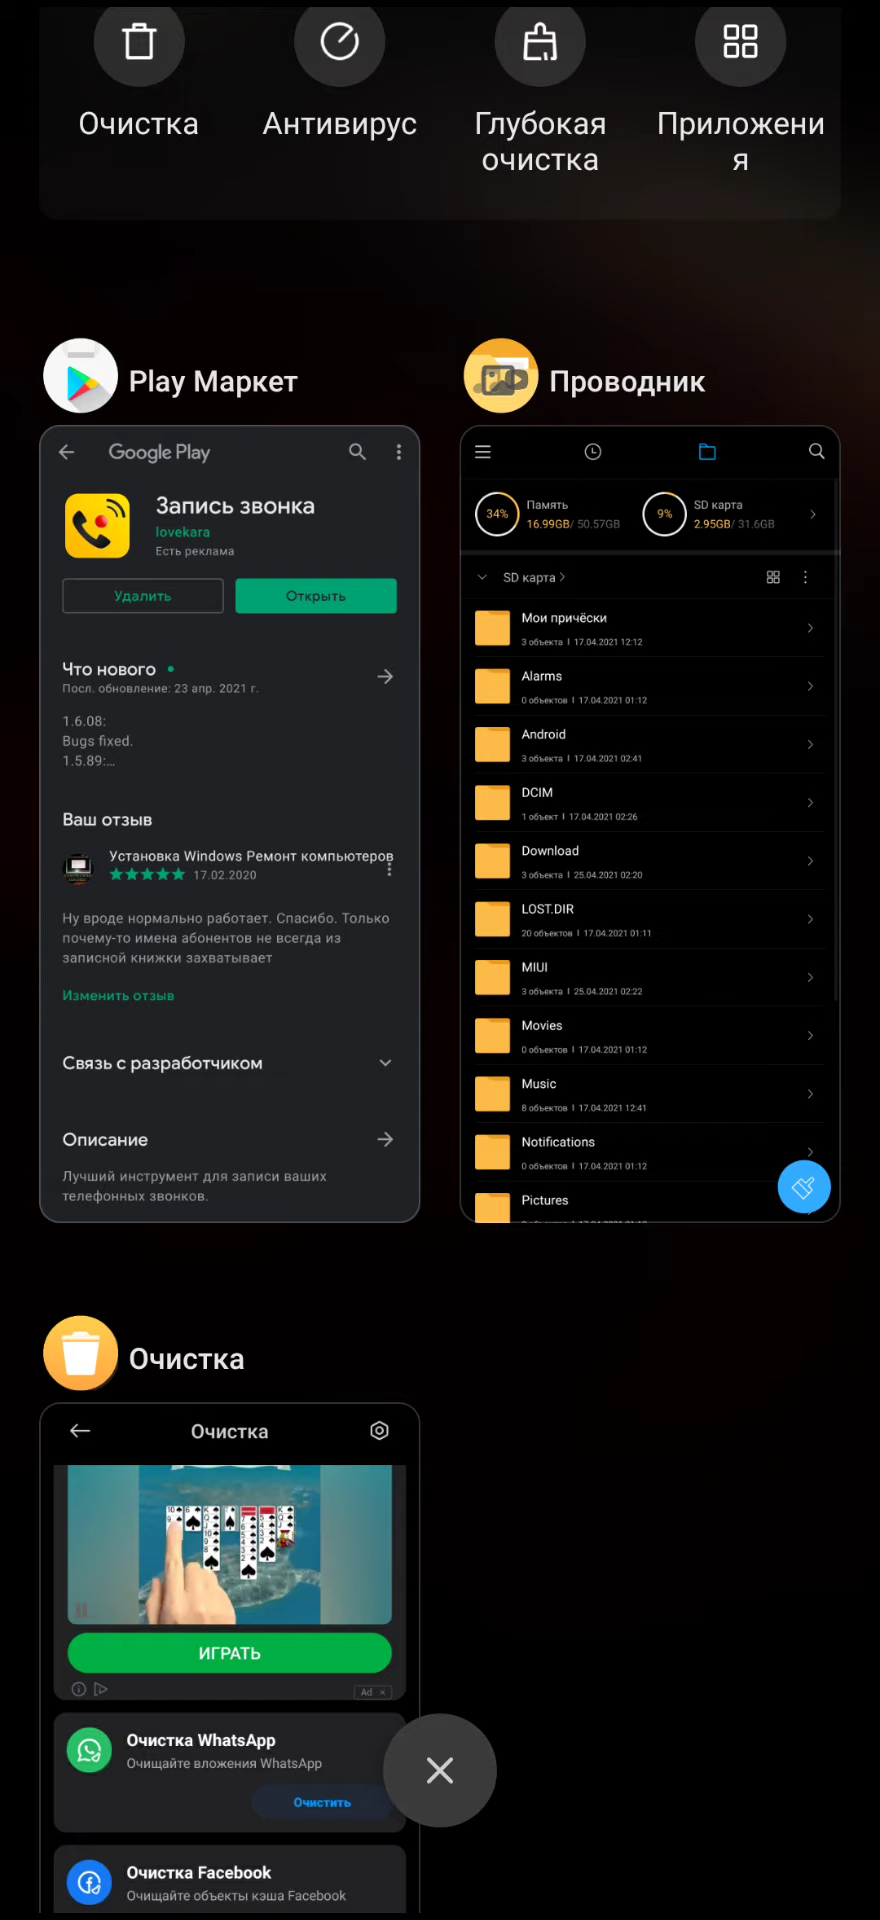 Очистка
Антивирус
Глубокая
очистка
Приложени
я
Play Маркет
Google Play
Запись звонка
lovekara
Есть реклама
Удалить
Открыть
Что нового
Посл. обновление: 23 апр. 2021 г.
1.6.08:
Bugs fixed.
1.5.89:...
Ваш отзыв
Установка Windows Ремонт компьютеров
17.02.2020
Ну вроде нормально работает. Спасибо. Только
почему-то имена абонентов не всегда из
записной книжки захватывает
Изменить отзыв
Связь с разработчиком
Описание
Лучший инструмент для записи ваших
телефонных звонков.
Проводник
34%
Память
16.99GB/ 50.57GB
9%
SD карта
2.95GB/ 31.6GB
SD карта
Мои причёски
3 объекта I 17.04.2021 12:12
Alarms
0 объектов I 17.04.2021 01:12
Android
3 объекта I 17.04.2021 02:41
DCIM
1 объект I 17.04.2021 02:26
Download
3 объекта I 25.04.2021 02:20
LOST.DIR
20 объектов I 17.04.2021 01:11
MIUI
3 объекта I 25.04.2021 02:22
Movies
0 объектов I 17.04.2021 01:12
Music
8 объектов I 17.04.2021 12:41
Notifications
0 объектов I 17.04.2021 01:12
Pictures
Очистка
Очистка
ИГРАТЬ
Ad
Очистка WhatsApp
Очищайте вложения WhatsApp
Очистить
Очистка Facebook
Очищайте объекты кэша Facebook